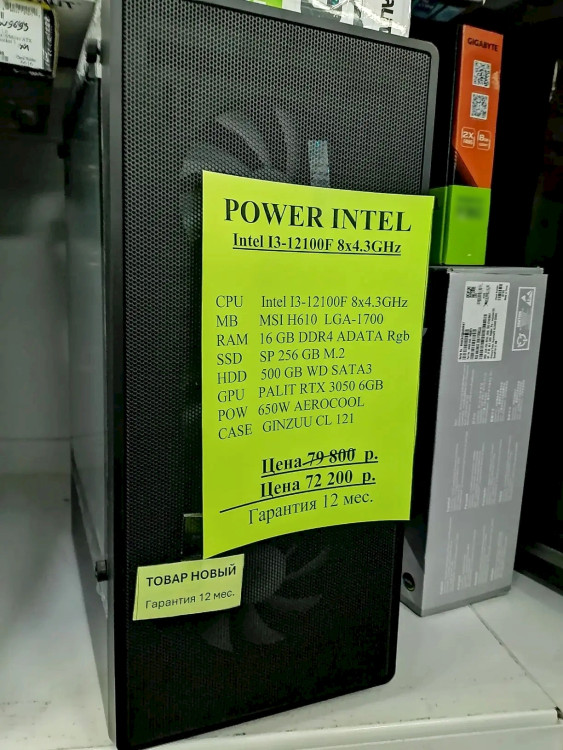 GIGABYTE
2X
8
POWER INTEL
Intel I3-12100F 8x4.3GHz
CPU Intel I3-12100F 8x4.3GHz
MB MSI H610 LGA-1700
RAM 16 GB DDR4 ADATA Rgb
SSD SP 256 GB M.2
HDD 500 GB WD SATA3
GPU PALIT RTX 3050 6GB
POW 650W AEROCOOL
CASE GINZUU CL 121
Цена 79 800 р.
Цена 72 200 р.
Гарантия 12 мес.
ТОВАР НОВЫЙ
Гарантия 12 мес.